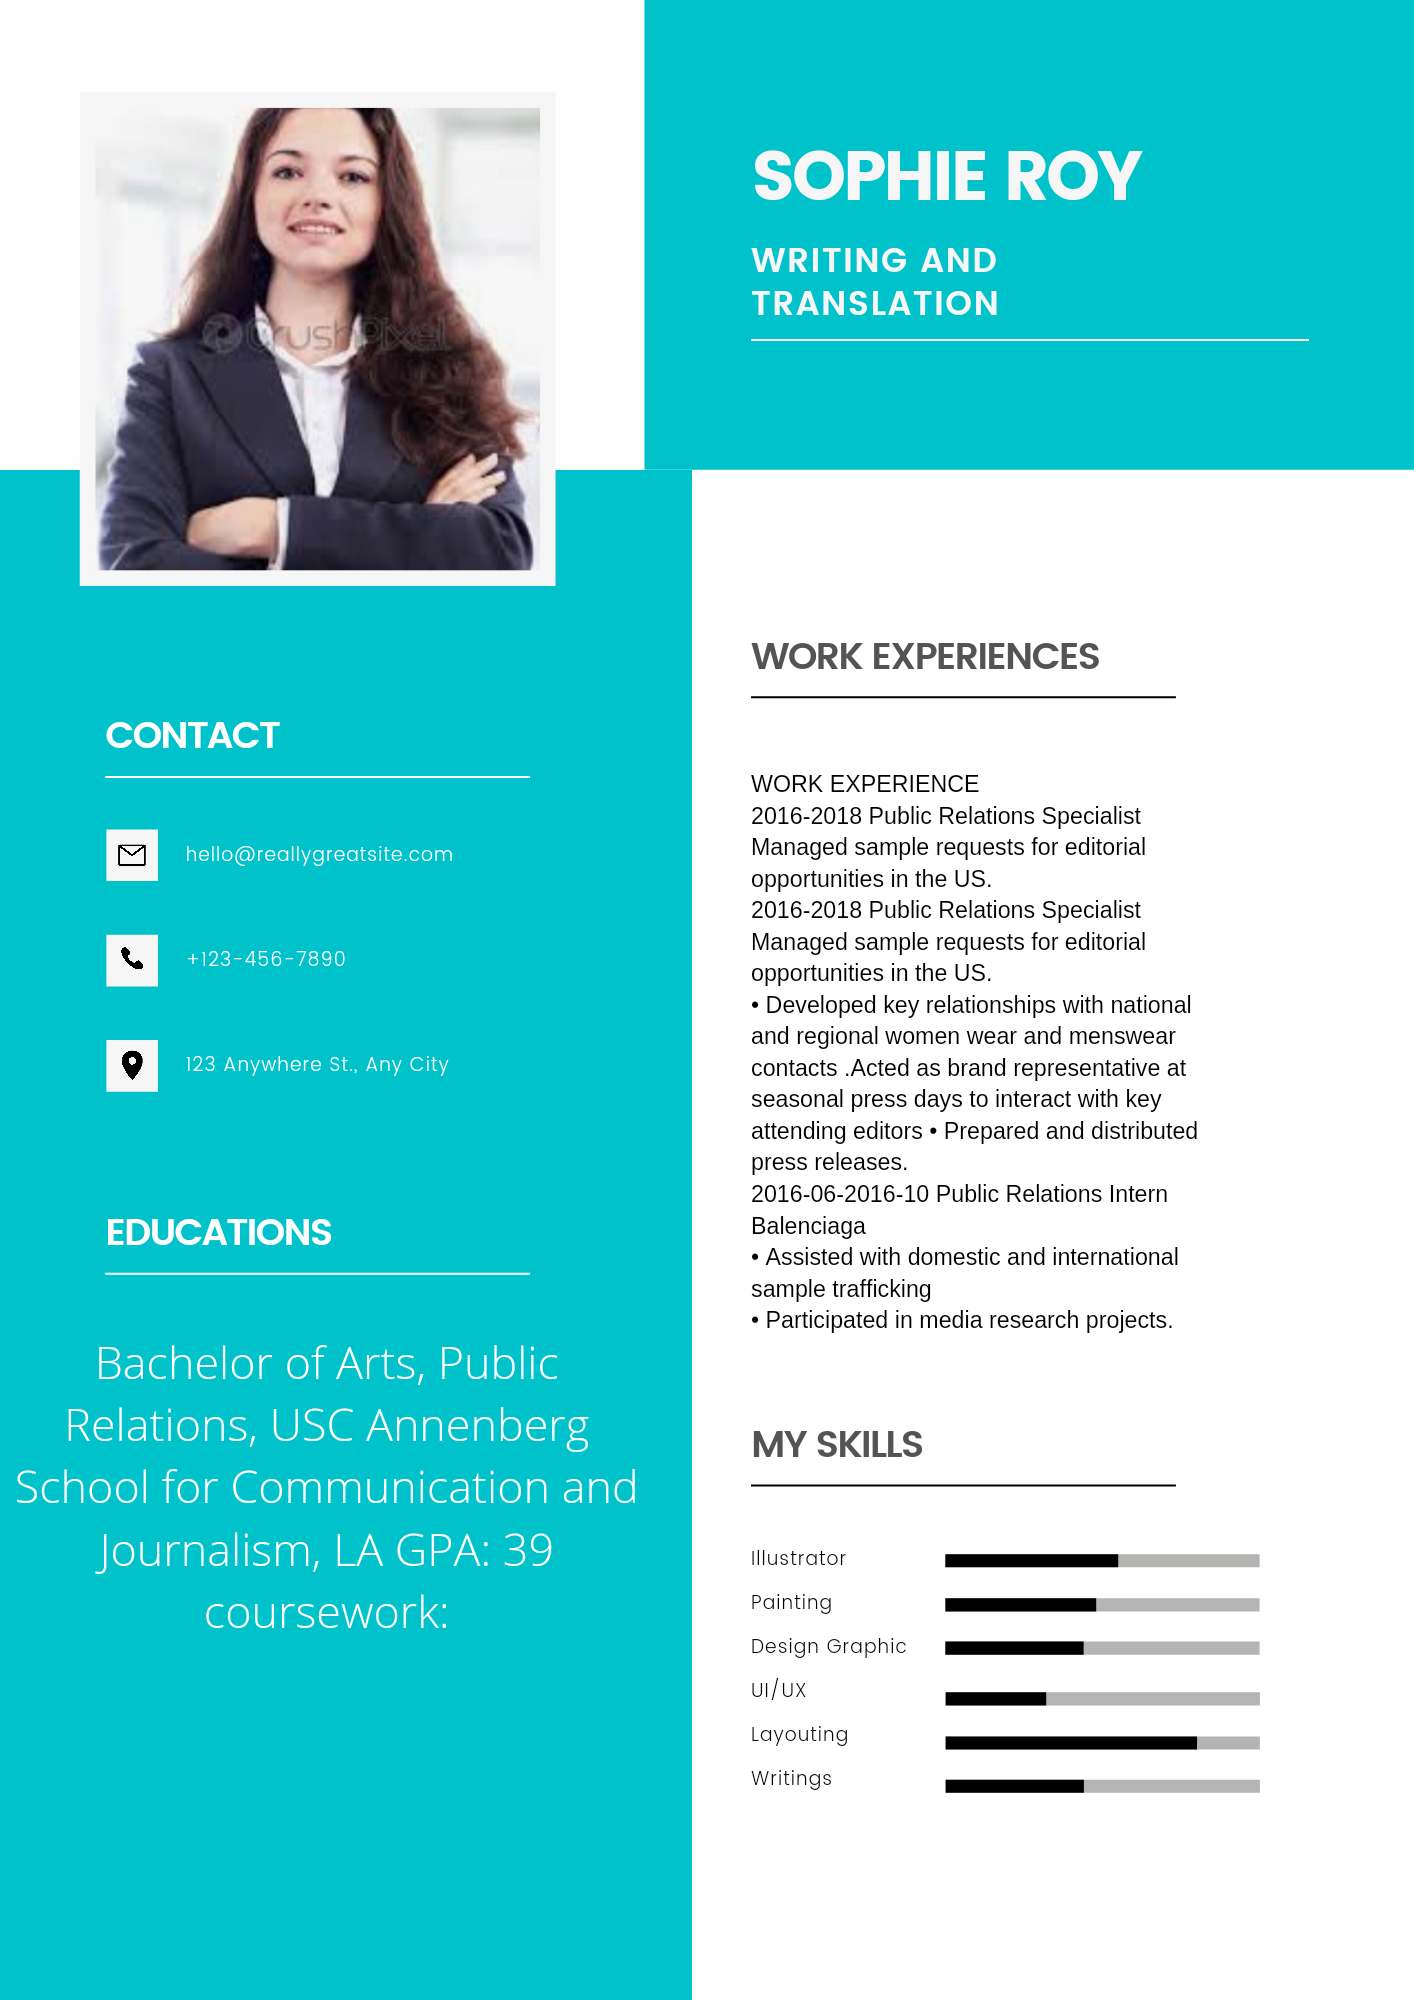 SOPHIE ROY
WRITING AND
TRANSLATION
CrushPixel
CONTACT
hello@reallygreatsite.com
+123-456-7890
123 Anywhere St., Any City
EDUCATIONS
Bachelor of Arts, Public
Relations, USC Annenberg
School for Communication and
Journalism, LA GPA: 39
coursework:
WORK EXPERIENCES
WORK EXPERIENCE
2016-2018 Public Relations Specialist
Managed sample requests for editorial
opportunities in the US.
2016-2018 Public Relations Specialist
Managed sample requests for editorial
opportunities in the US.
• Developed key relationships with national
and regional women wear and menswear
contacts .Acted as brand representative at
seasonal press days to interact with key
attending editors • Prepared and distributed
press releases.
2016-06-2016-10 Public Relations Intern
Balenciaga
• Assisted with domestic and international
sample trafficking
• Participated in media research projects.
MY SKILLS
Illustrator
Painting
Design Graphic
UI/UX
Layouting
Writings